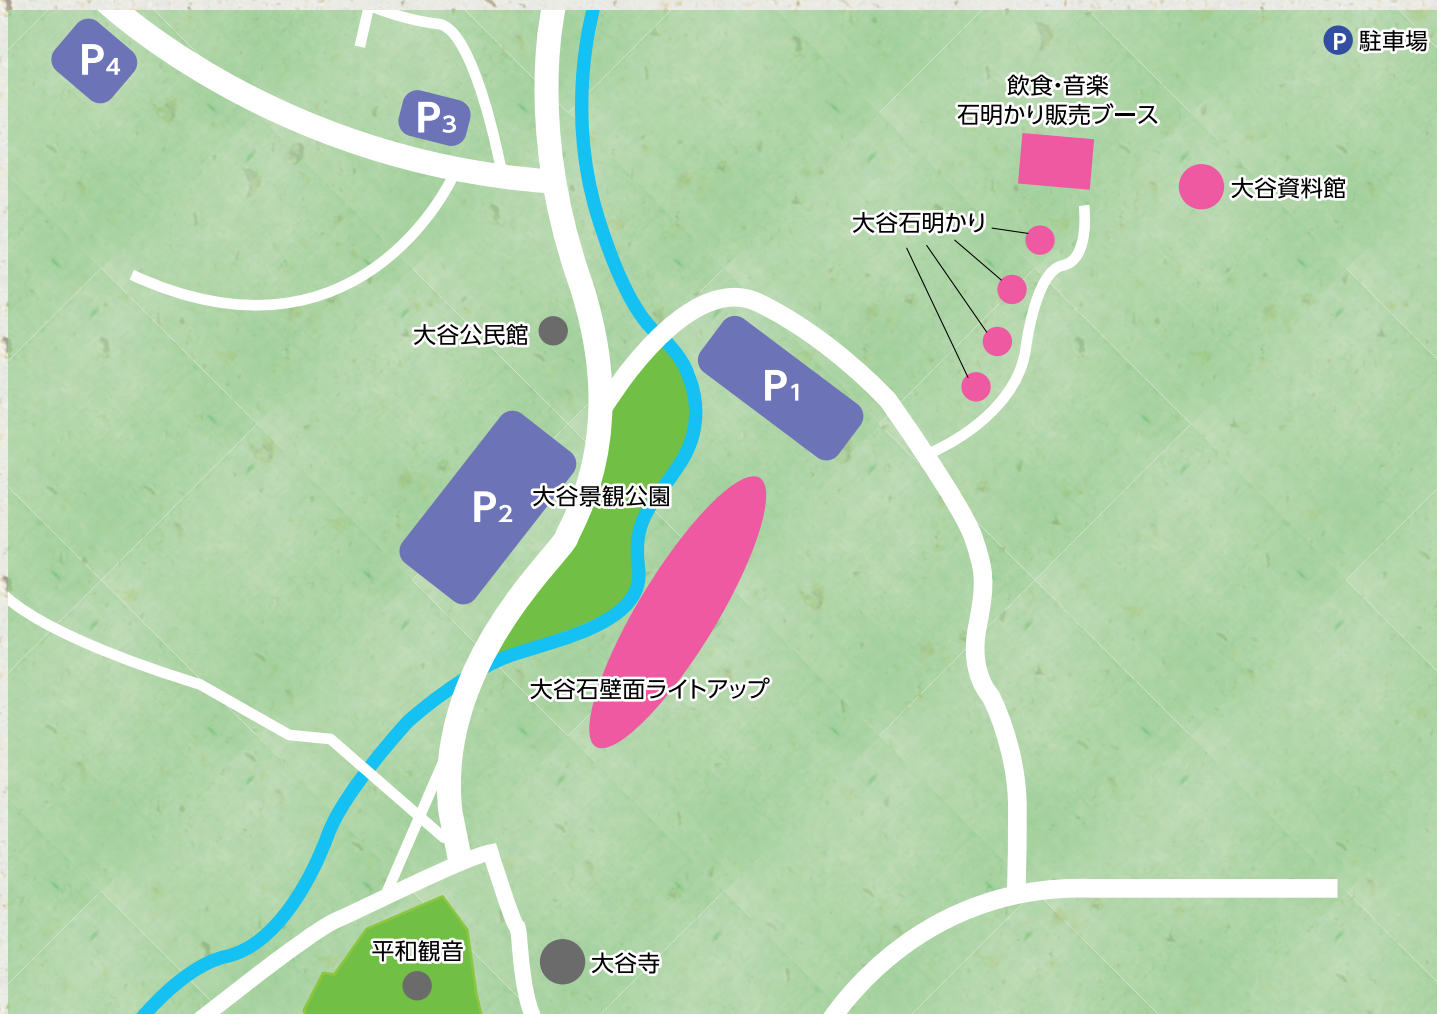 P 駐車場
P4
P3
飲食・音楽
石明かり販売ブース
大谷資料館
大谷石明かり
大谷公民館
P1
P2
大谷景観公園
大谷石壁面ライトアップ
平和観音
大谷寺